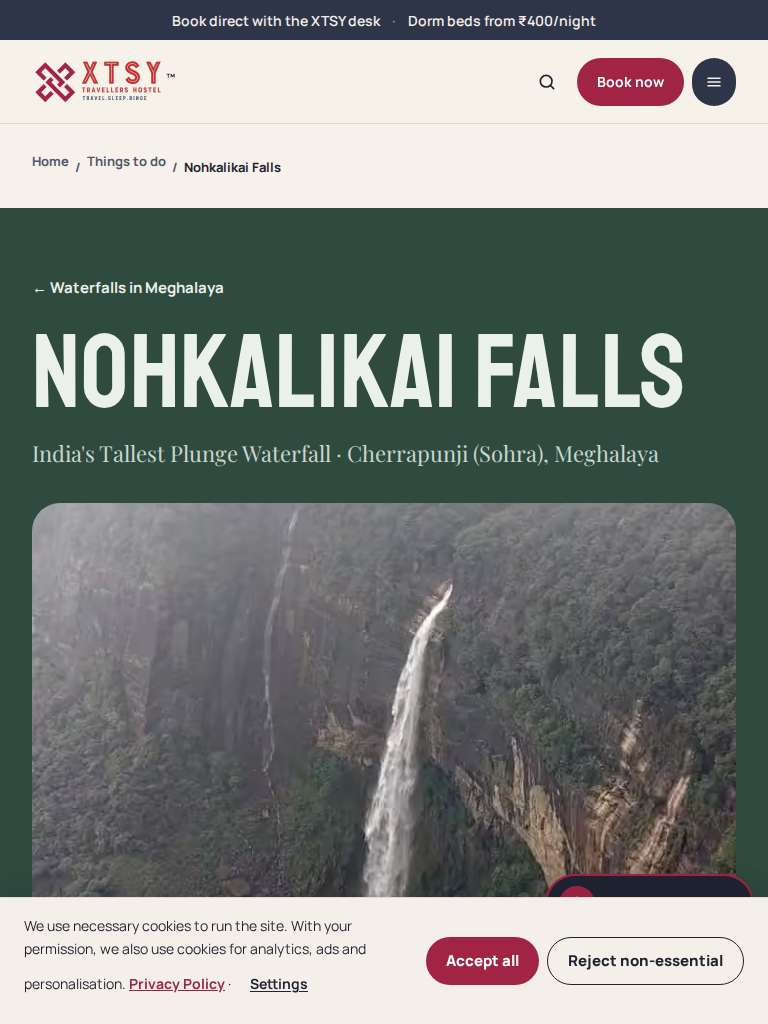 Book direct with the XTSY desk · Dorm beds from ₹400/night
XTSY ™
TRAVELLERS HOSTEL
TRAVEL.SLEEP.BINGE
Book now
Home / Things to do / Nohkalikai Falls
← Waterfalls in Meghalaya
NOHKALIKAI FALLS
India's Tallest Plunge Waterfall · Cherrapunji (Sohra), Meghalaya
We use necessary cookies to run the site. With your
permission, we also use cookies for analytics, ads and
personalisation. Privacy Policy · Settings
Accept all
Reject non-essential